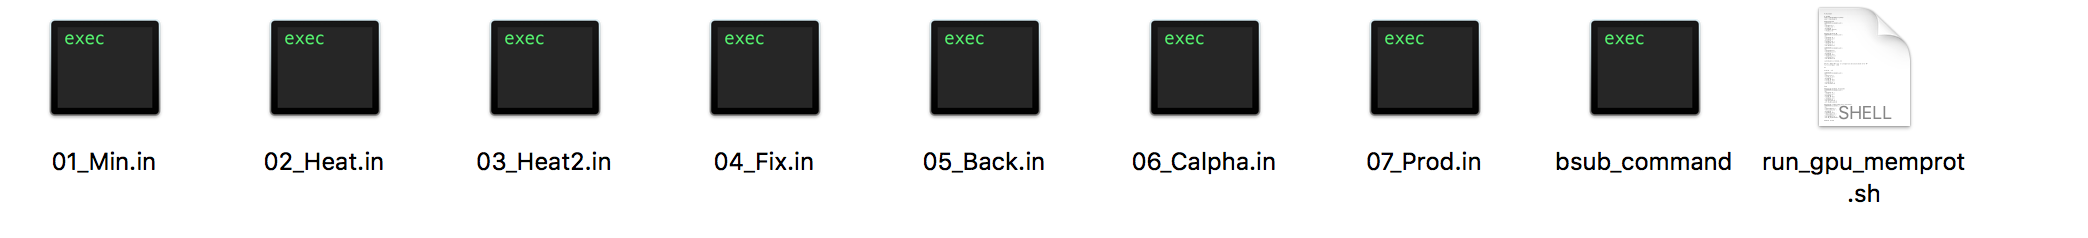 exec exec exec exec exec exec exec exec
SHELL
01_Min.in 02_Heat.in 03_Heat2.in 04_Fix.in 05_Back.in 06_Calpha.in 07_Prod.in bsub_command run_gpu_memprot
.sh